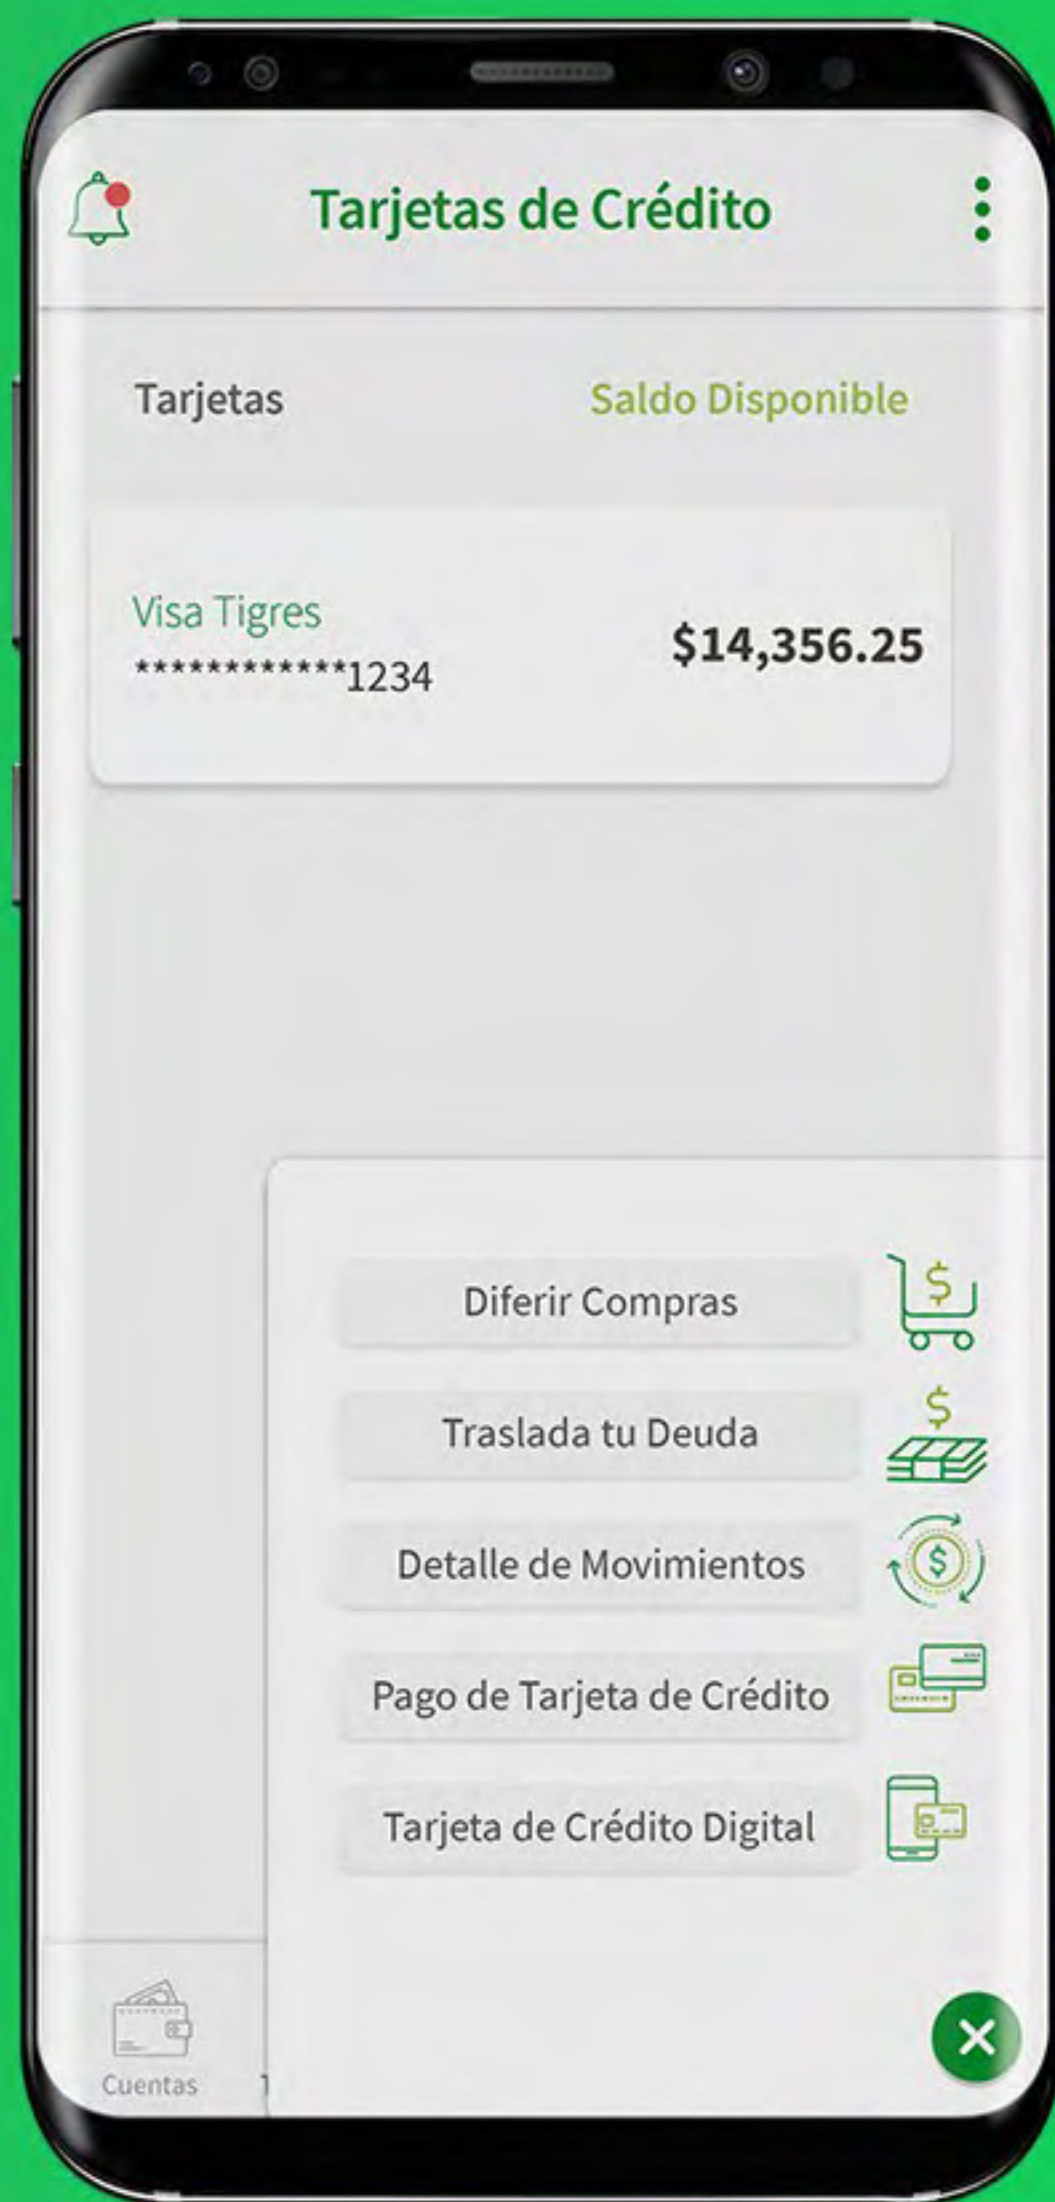 Tarjetas de Crédito
Tarjetas
Saldo Disponible
Visa Tigres
************1234
$14,356.25
Diferir Compras
Traslada tu Deuda
Detalle de Movimientos
Pago de Tarjeta de Crédito
Tarjeta de Crédito Digital
Cuentas